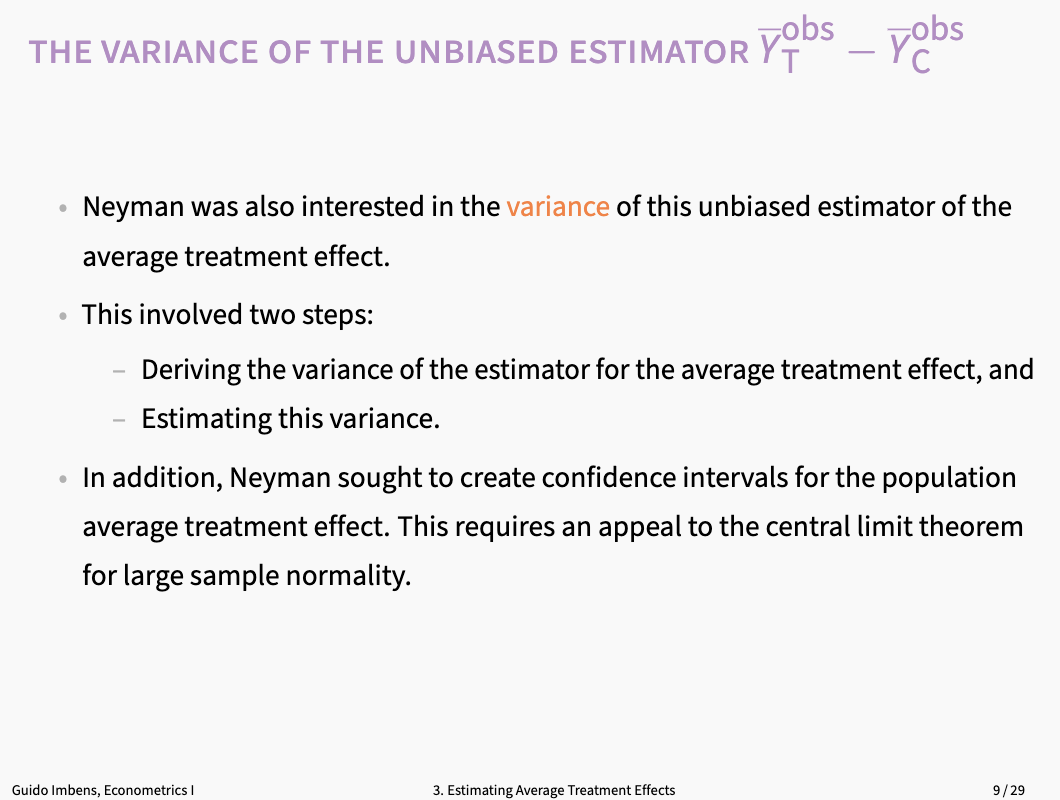 THE VARIANCE OF THE UNBIASED ESTIMATOR $\overline{Y}_{\text{T}}^{\text{obs}} - \overline{Y}_{\text{C}}^{\text{obs}}$
• Neyman was also interested in the variance of this unbiased estimator of the
average treatment effect.
• This involved two steps:
– Deriving the variance of the estimator for the average treatment effect, and
– Estimating this variance.
• In addition, Neyman sought to create confidence intervals for the population
average treatment effect. This requires an appeal to the central limit theorem
for large sample normality.
Guido Imbens, Econometrics I 3. Estimating Average Treatment Effects 9 / 29